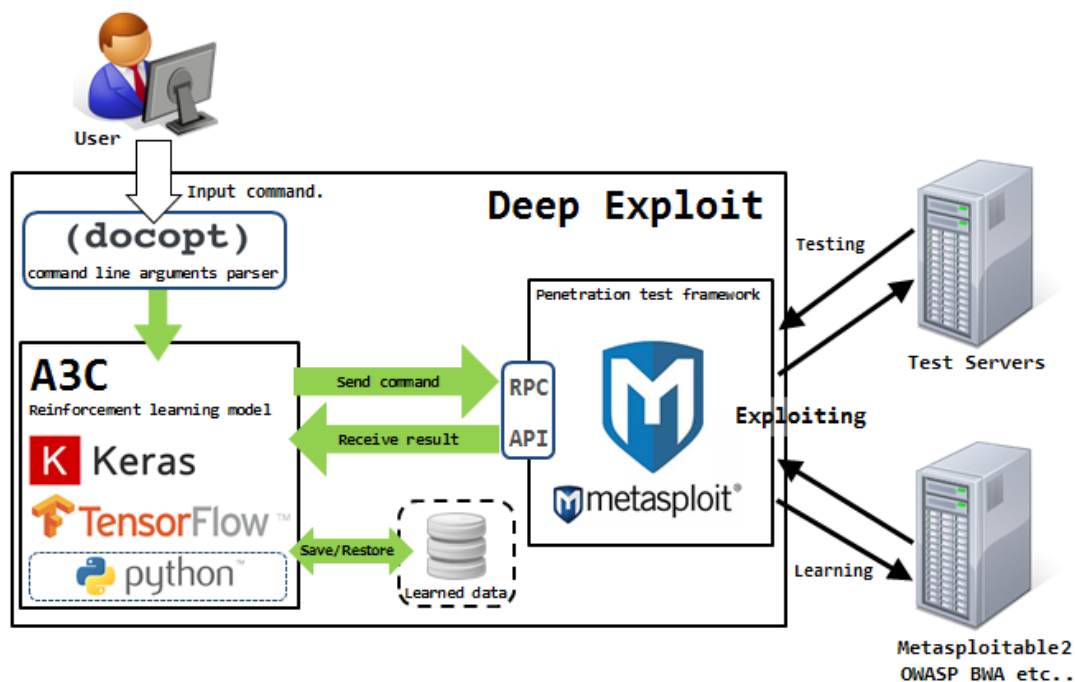 User
Input command.
Deep Exploit
(docopt)
command line arguments parser
Testing
Penetration test framework
Test Servers
A3C
Reinforcement learning model
Send command
RPC
Exploiting
Receive result
API
K Keras
metasploit®
TensorFlow ™
Save/Restore
python™
Learned data
Learning
Metasploitable2
OWASP BWA etc..